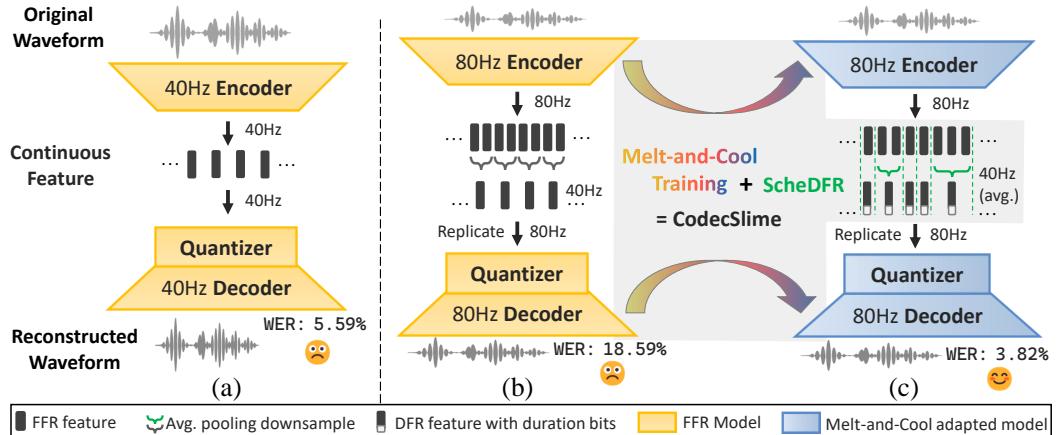 Original
Waveform
40Hz Encoder
40Hz
Continuous
Feature
... ...
40Hz
Quantizer
40Hz Decoder
Reconstructed
Waveform
WER: 5.59%
(a)
80Hz Encoder
80Hz
... ...
40Hz
Replicate 80Hz
Quantizer
80Hz Decoder
WER: 18.59%
(b)
Melt-and-Cool
Training + ScheDFR
= CodecSlime
80Hz Encoder
80Hz
... ...
40Hz
(avg.)
... ...
Replicate 80Hz
Quantizer
80Hz Decoder
WER: 3.82%
(c)
FFR feature
Avg. pooling downsample
DFR feature with duration bits
FFR Model
Melt-and-Cool adapted model